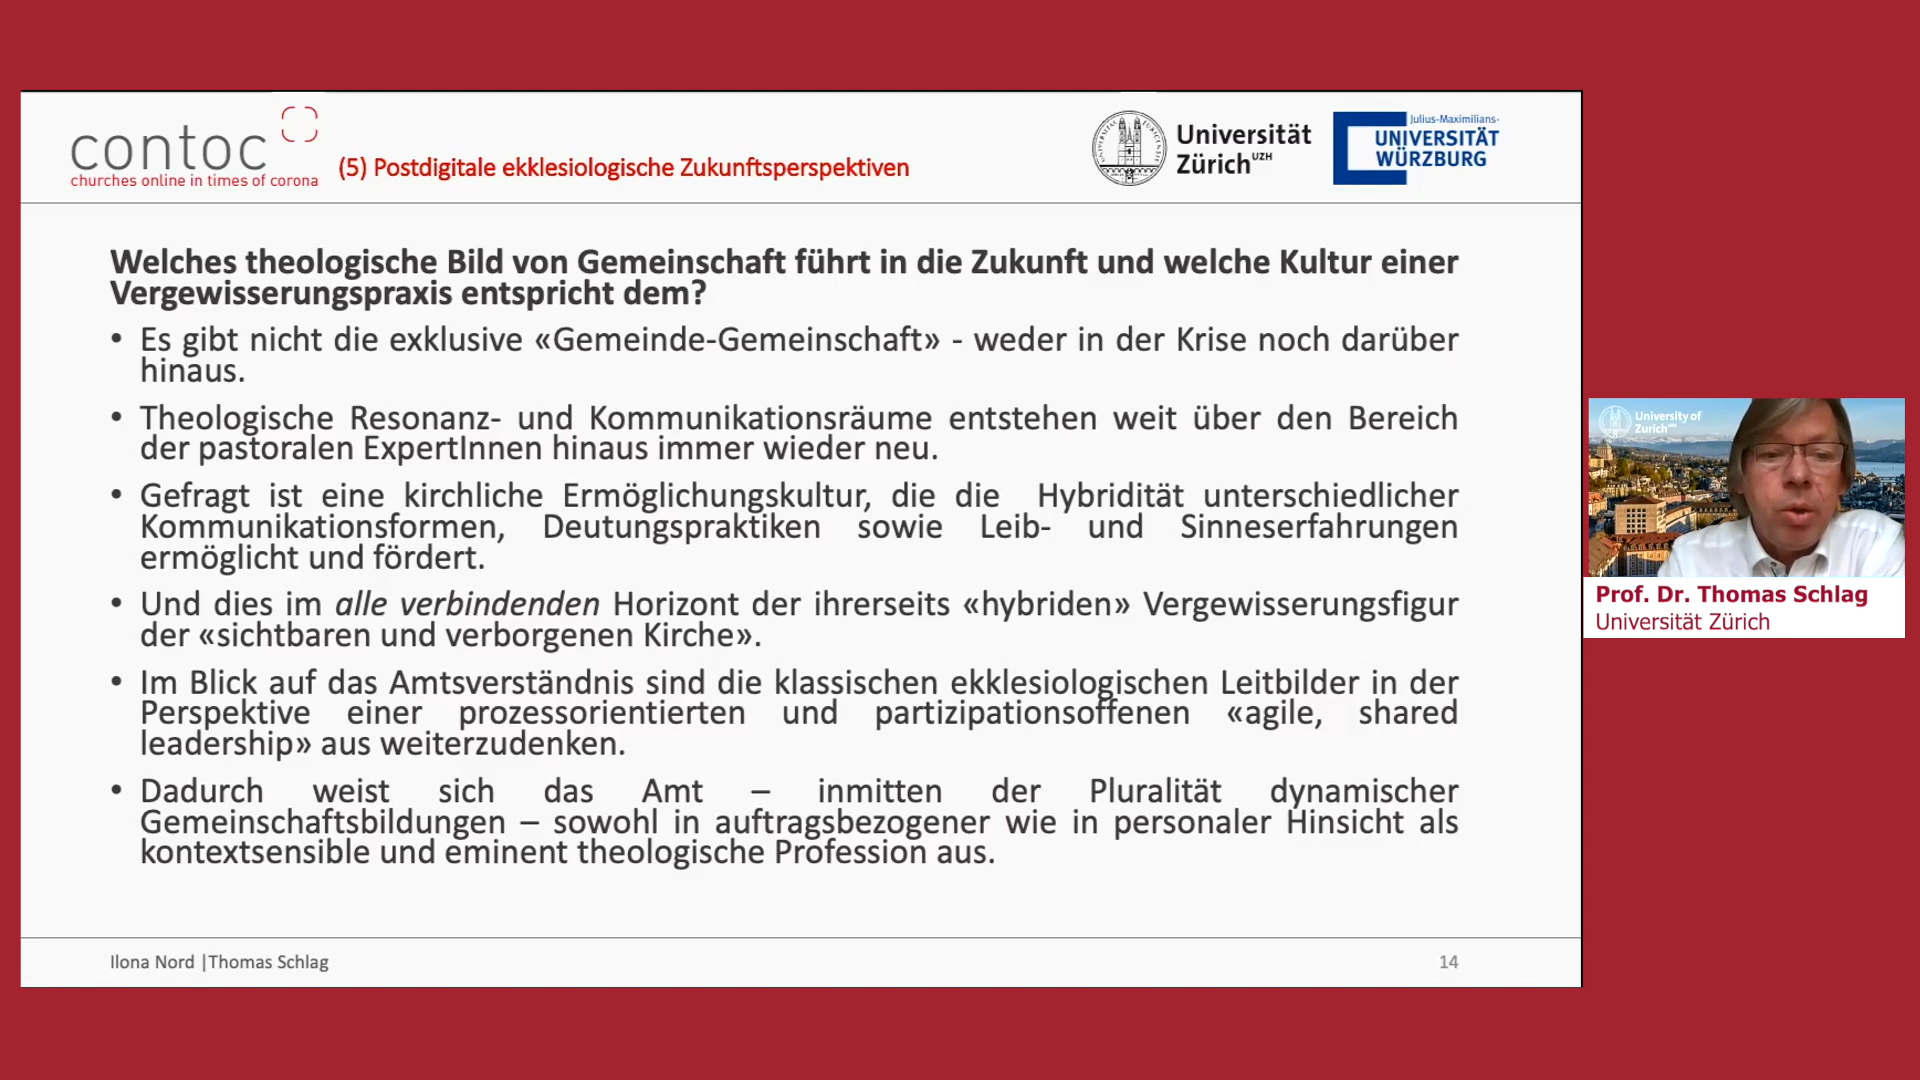 contoc
churches online in times of corona
(5) Postdigitale ekklesiologische Zukunftsperspektiven
Universität
Zürich UZH
Julius-Maximilians-
UNIVERSITÄT
WÜRZBURG
Welches theologische Bild von Gemeinschaft führt in die Zukunft und welche Kultur einer
Vergewisserungspraxis entspricht dem?
• Es gibt nicht die exklusive «Gemeinde-Gemeinschaft» - weder in der Krise noch darüber
hinaus.
• Theologische Resonanz- und Kommunikationsräume entstehen weit über den Bereich
der pastoralen ExpertInnen hinaus immer wieder neu.
• Gefragt ist eine kirchliche Ermöglichungskultur, die die Hybridität unterschiedlicher
Kommunikationsformen, Deutungspraktiken sowie Leib- und Sinneserfahrungen
ermöglicht und fördert.
• Und dies im alle verbindenden Horizont der ihrerseits «hybriden» Vergewisserungsfigur
der «sichtbaren und verborgenen Kirche».
• Im Blick auf das Amtsverständnis sind die klassischen ekklesiologischen Leitbilder in der
Perspektive einer prozessorientierten und partizipationsoffenen «agile, shared
leadership» aus weiterzudenken.
• Dadurch weist sich das Amt – inmitten der Pluralität dynamischer
Gemeinschaftsbildungen – sowohl in auftragsbezogener wie in personaler Hinsicht als
kontextsensible und eminent theologische Profession aus.
Ilona Nord |Thomas Schlag
14
University of
Zurich
Prof. Dr. Thomas Schlag
Universität Zürich